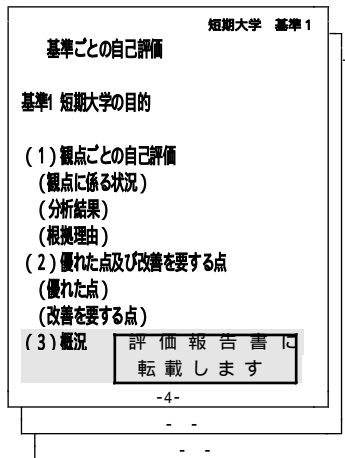 短期大学　基準１
基準ごとの自己評価
基準1 短期大学の目的
(１)観点ごとの自己評価
(観点に係る状況)
(分析結果)
(根拠理由)
(２)優れた点及び改善を要する点
(優れた点)
(改善を要する点)
(３)概況
評価報告書に
転載します
-4-
- -
- -